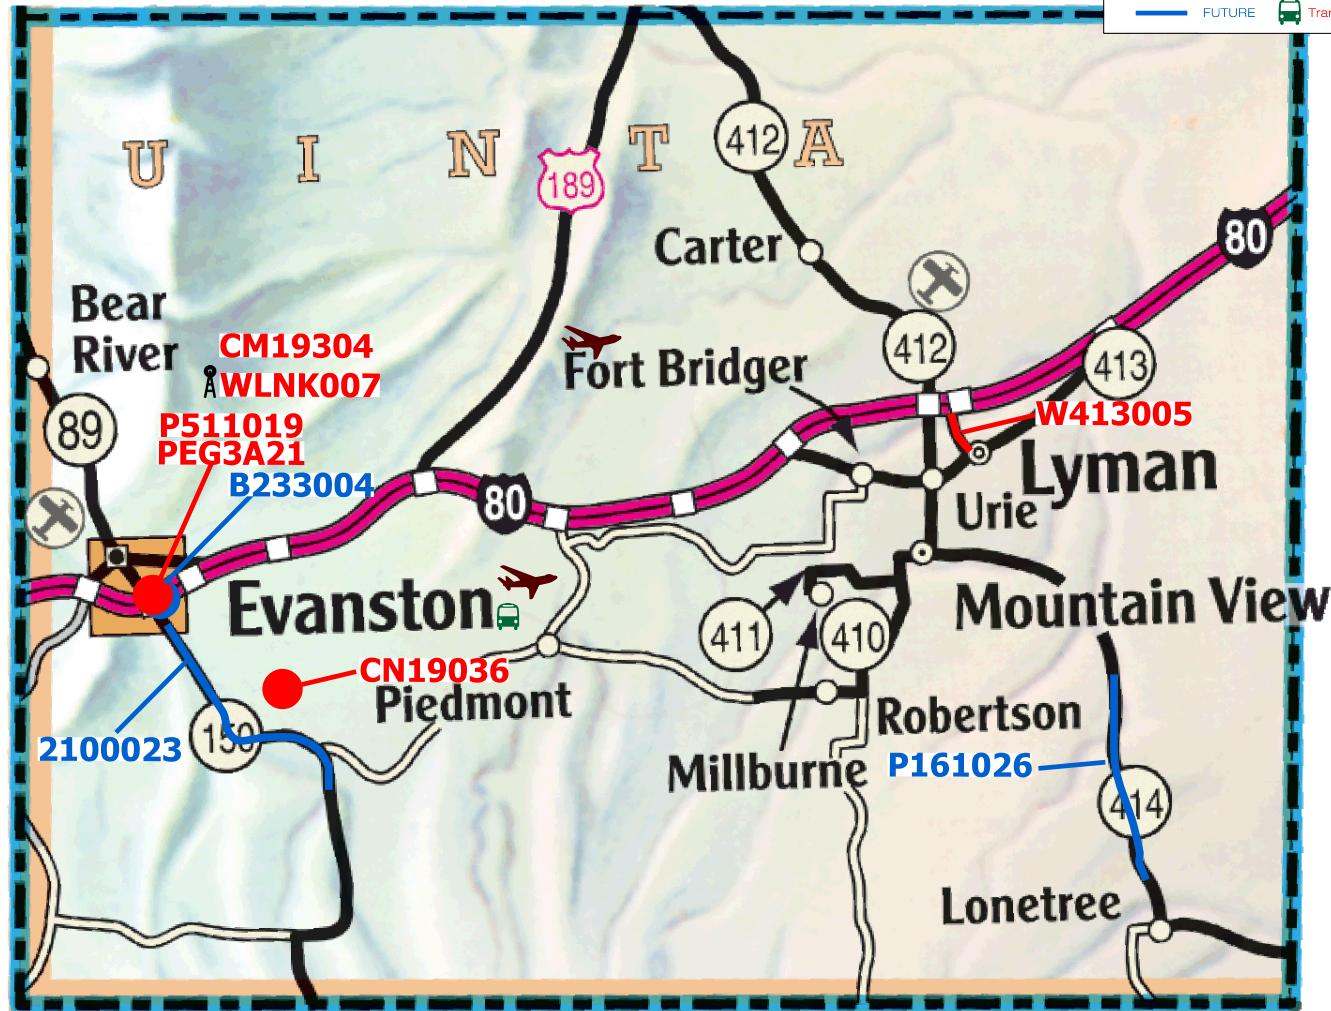 FUTURE
Tran
U I N T A
412
189
Carter
80
Bear
River
CM19304
WLNK007
Fort Bridger
412
413
P511019
PEG3A21
89
B233004
W413005
Lyman
80
Urie
Evanston
Mountain View
411
410
CN19036
Piedmont
Robertson
150
2100023
Millburne
P161026
414
Lonetree